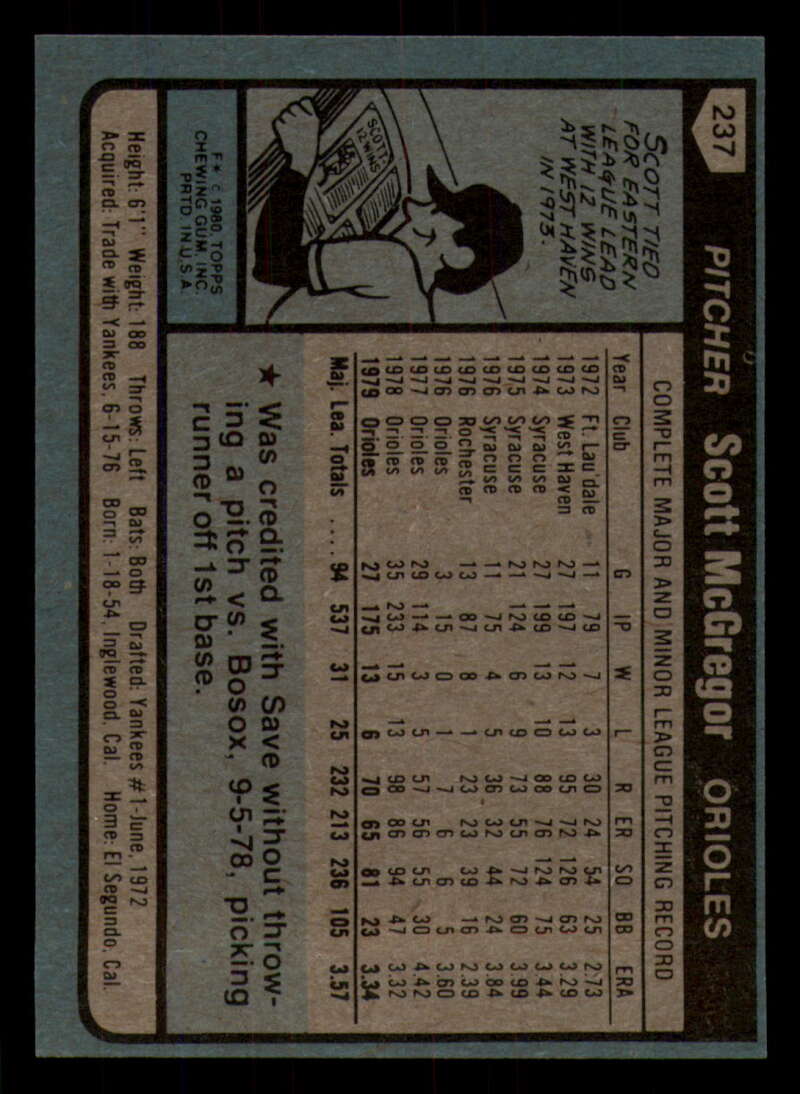 237 PITCHER Scott McGregor ORIOLES
SCOTT TIED
FOR EASTERN
LEAGUE LEAD
WITH 12 WINS
AT WEST HAVEN
IN 1973.
SCOTT-
12 WINS
F★ © 1980 TOPPS
CHEWING GUM, INC.
PRTD. IN U.S.A.
COMPLETE MAJOR AND MINOR LEAGUE PITCHING RECORD
Year Club G IP W L R ER SO BB ERA
1972 Ft. Lau'dale 11 79 7 3 30 24 54 25 2.73
1973 West Haven 27 197 12 13 95 72 126 63 3.29
1974 Syracuse 27 199 13 10 88 76 124 75 3.44
1975 Syracuse 21 124 6 9 73 55 72 60 3.99
1976 Syracuse 11 75 4 5 36 32 44 24 3.84
1976 Rochester 13 87 8 1 23 23 39 16 2.39
1976 Orioles 3 15 0 1 7 6 6 5 3.60
1977 Orioles 29 114 3 5 57 56 55 30 4.42
1978 Orioles 35 233 15 13 98 86 94 47 3.32
1979 Orioles 27 175 13 6 70 65 81 23 3.34
Maj. Lea. Totals .... 94 537 31 25 232 213 236 105 3.57
★ Was credited with Save without throw-
ing a pitch vs. Bosox, 9-5-78, picking
runner off 1st base.
Height: 6'1" Weight: 188 Throws: Left Bats: Both Drafted: Yankees #1-June, 1972
Acquired: Trade with Yankees, 6-15-76 Born: 1-18-54, Inglewood, Cal. Home: El Segundo, Cal.